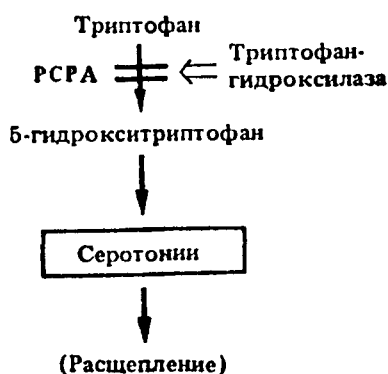 Триптофан
PCPA
Триптофан-
гидроксилаза
5-гидрокситриптофан
Серотонин
(Расщепление)